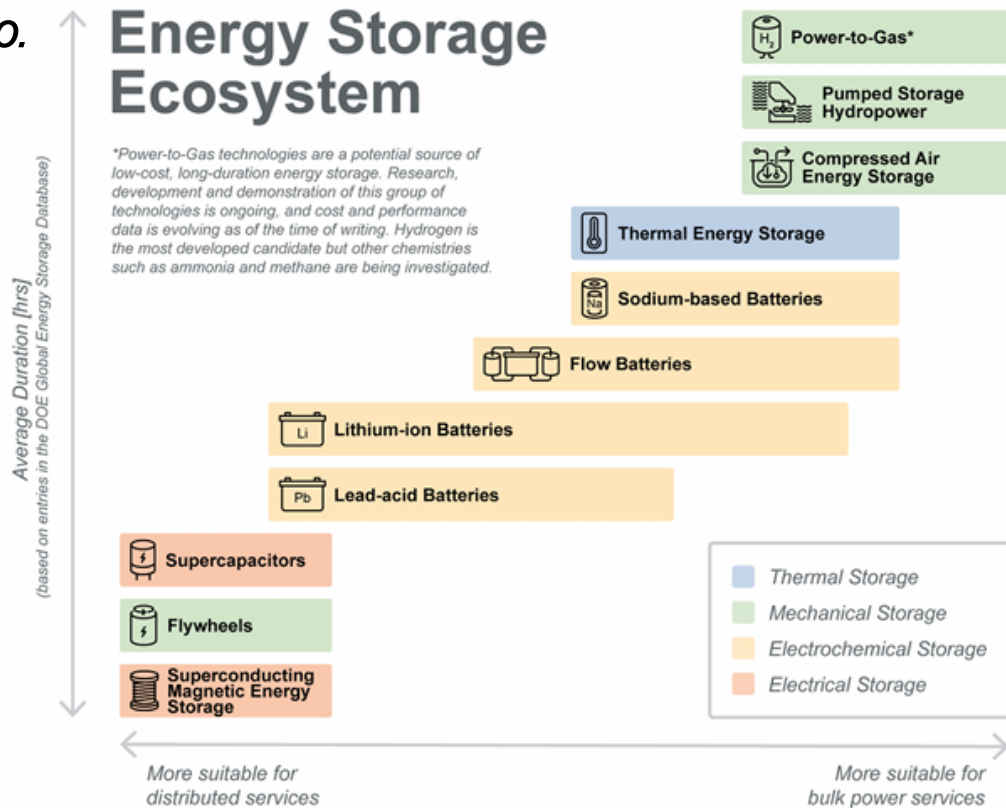 o.
Energy Storage
Ecosystem
*Power-to-Gas technologies are a potential source of
low-cost, long-duration energy storage. Research,
development and demonstration of this group of
technologies is ongoing, and cost and performance
data is evolving as of the time of writing. Hydrogen is
the most developed candidate but other chemistries
such as ammonia and methane are being investigated.
Average Duration [hrs]
(based on entries in the DOE Global Energy Storage Database)
H2
Power-to-Gas*
Pumped Storage
Hydropower
Compressed Air
Energy Storage
Thermal Energy Storage
Na
Sodium-based Batteries
Flow Batteries
Li
Lithium-ion Batteries
Pb
Lead-acid Batteries
Supercapacitors
Flywheels
Superconducting
Magnetic Energy
Storage
Thermal Storage
Mechanical Storage
Electrochemical Storage
Electrical Storage
More suitable for
distributed services
More suitable for
bulk power services